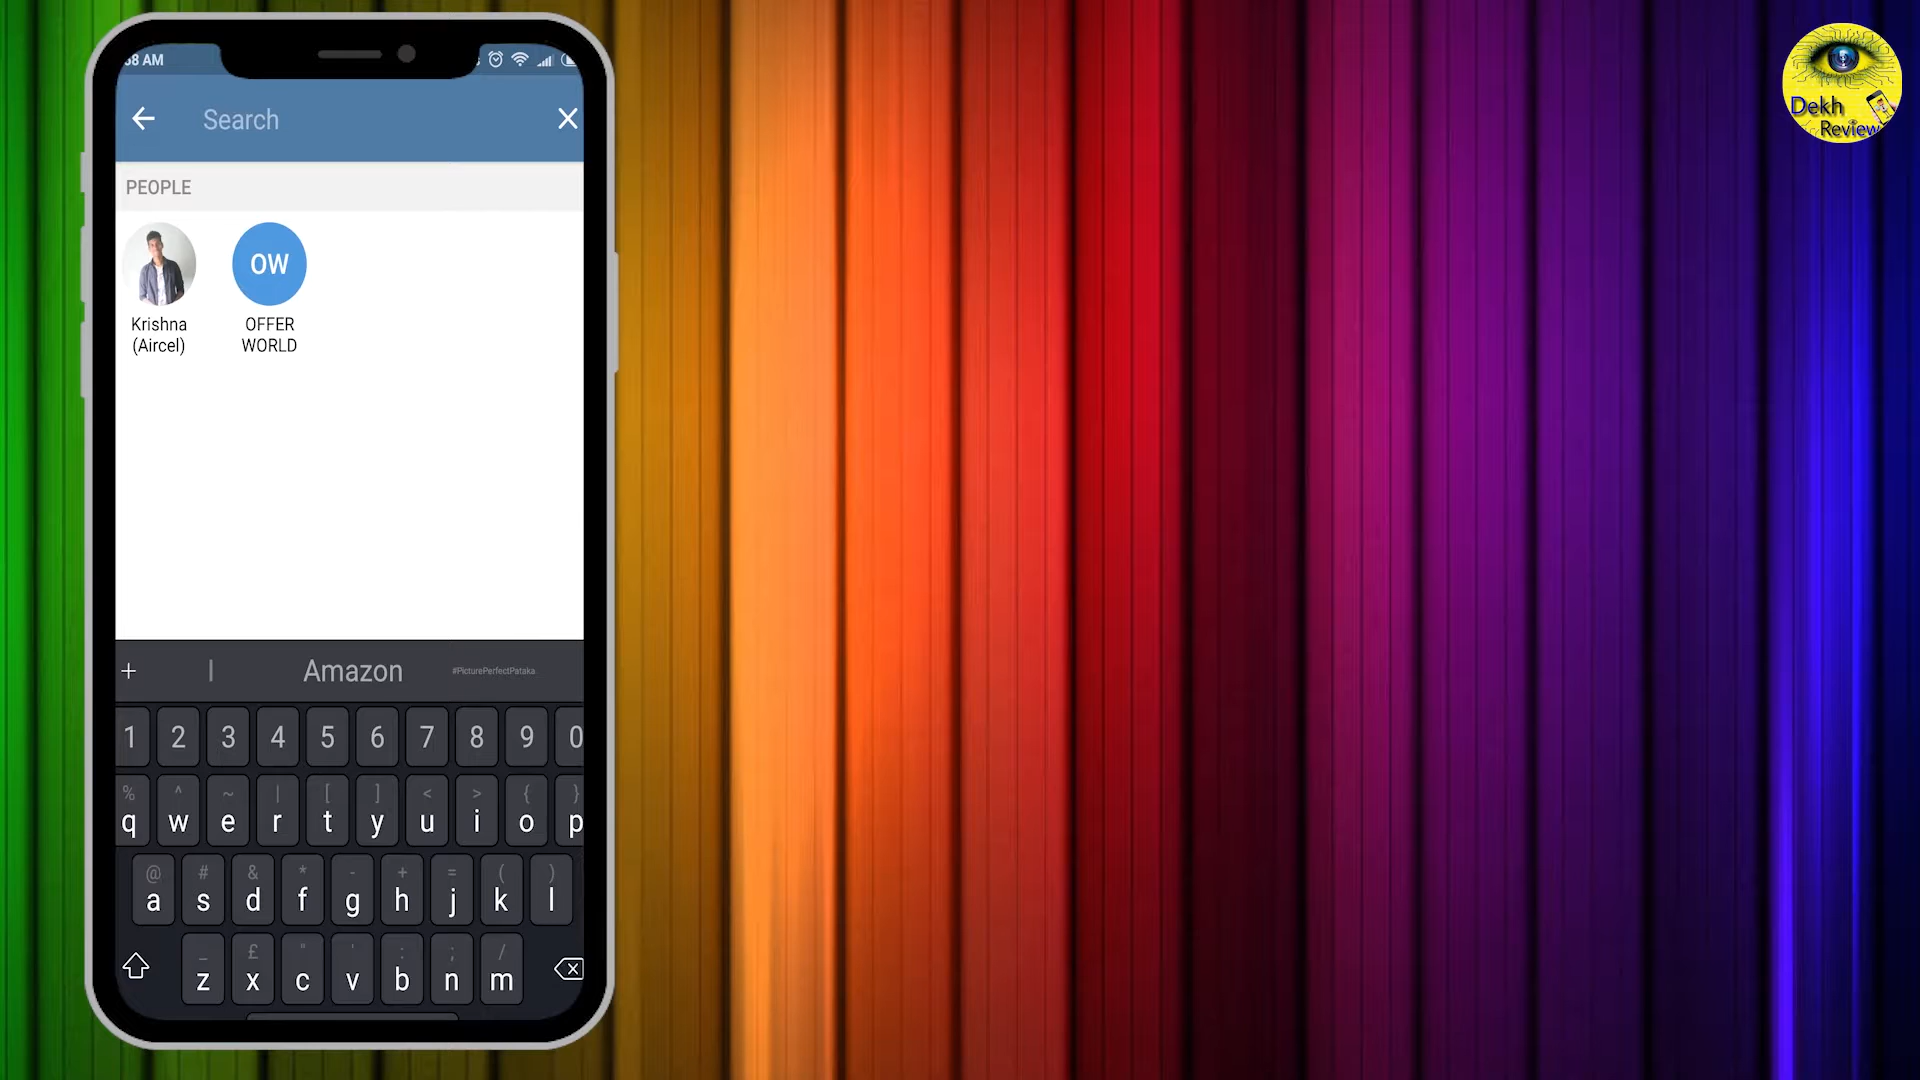 58 AM
Search
PEOPLE
OW
Krishna
(Aircel)
OFFER
WORLD
Amazon
#PicturePerfectPataka
1 2 3 4 5 6 7 8 9 0
% ^ ~ | [ ] < > { }
q w e r t y u i o p
@ # & * - + = ( )
a s d f g h j k l
_ £ " ' : ; /
z x c v b n m
Dekh
Review